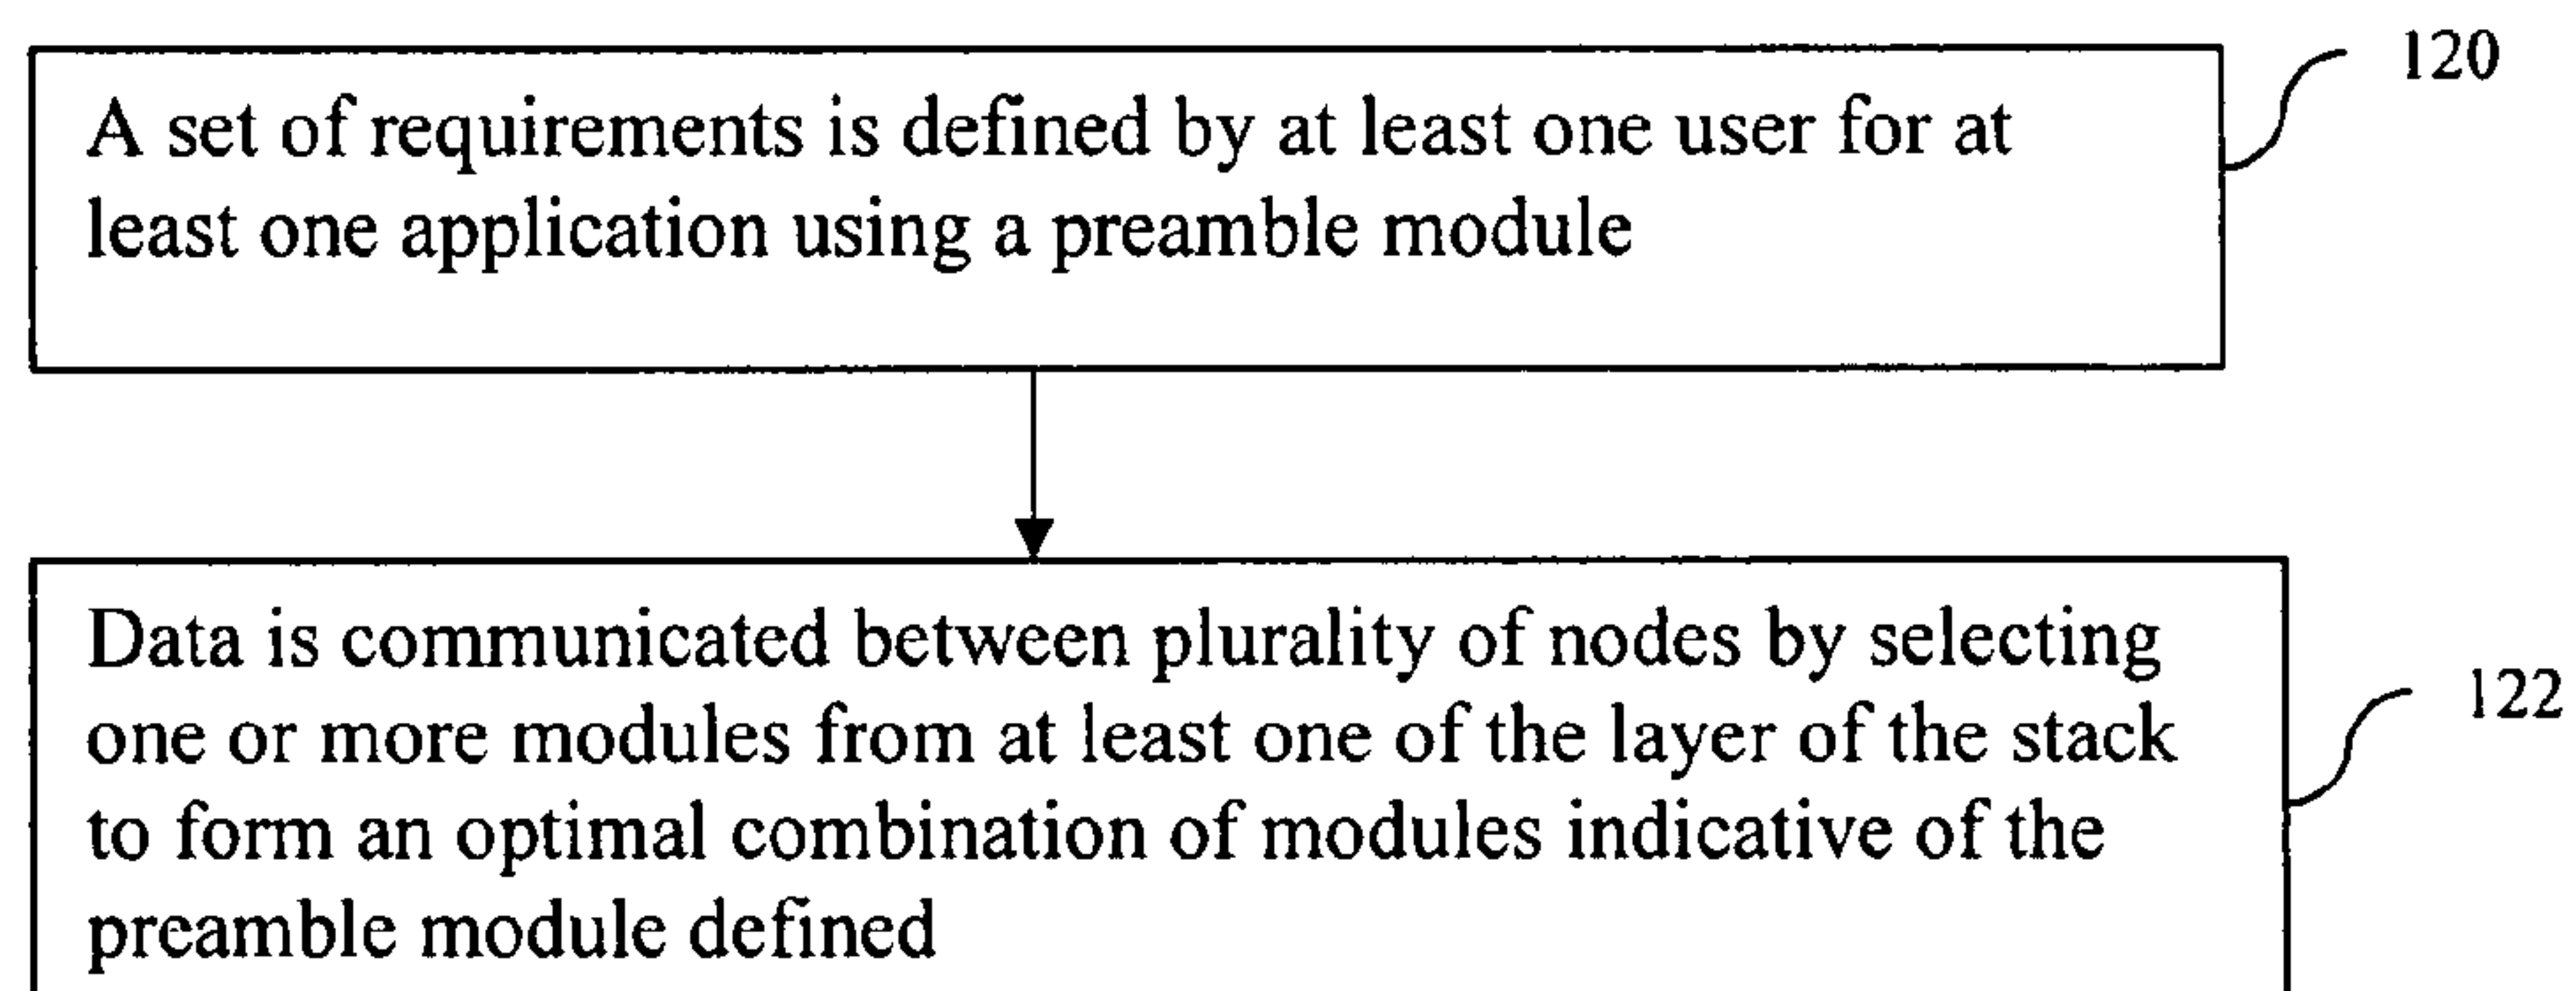 120
A set of requirements is defined by at least one user for at
least one application using a preamble module
Data is communicated between plurality of nodes by selecting
122
one or more modules from at least one of the layer of the stack
to form an optimal combination of modules indicative of the
preamble module defined